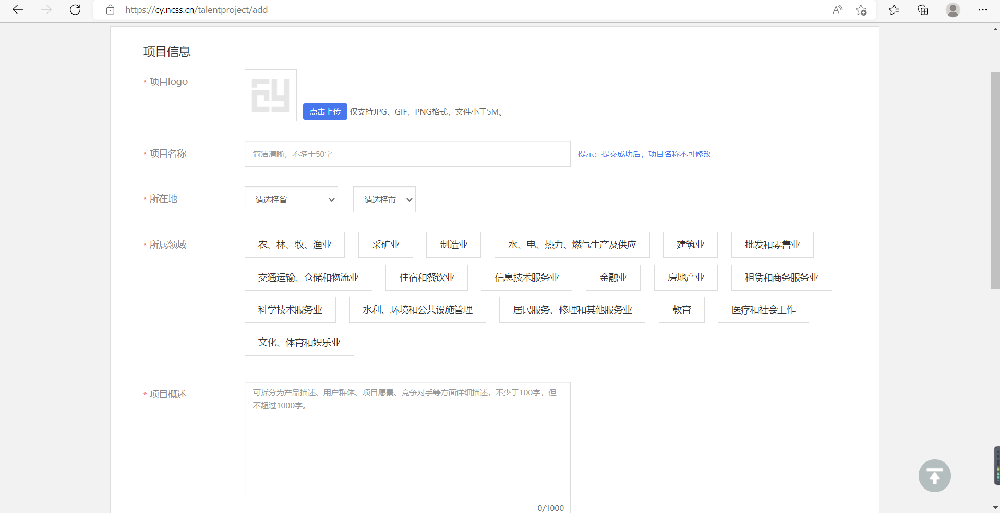 https://cy.ncss.cn/talentproject/add
项目信息
* 项目logo
点击上传 仅支持JPG、GIF、PNG格式，文件小于5M。
* 项目名称 简洁清晰，不多于50字 提示：提交成功后，项目名称不可修改
* 所在地 请选择省 请选择市
* 所属领域 农、林、牧、渔业 采矿业 制造业 水、电、热力、燃气生产及供应 建筑业 批发和零售业
交通运输、仓储和物流业 住宿和餐饮业 信息技术服务业 金融业 房地产业 租赁和商务服务业
科学技术服务业 水利、环境和公共设施管理 居民服务、修理和其他服务业 教育 医疗和社会工作
文化、体育和娱乐业
* 项目概述 可拆分为产品描述、用户群体、项目愿景、竞争对手等方面详细描述，不少于100字，但
不超过1000字。
0/1000